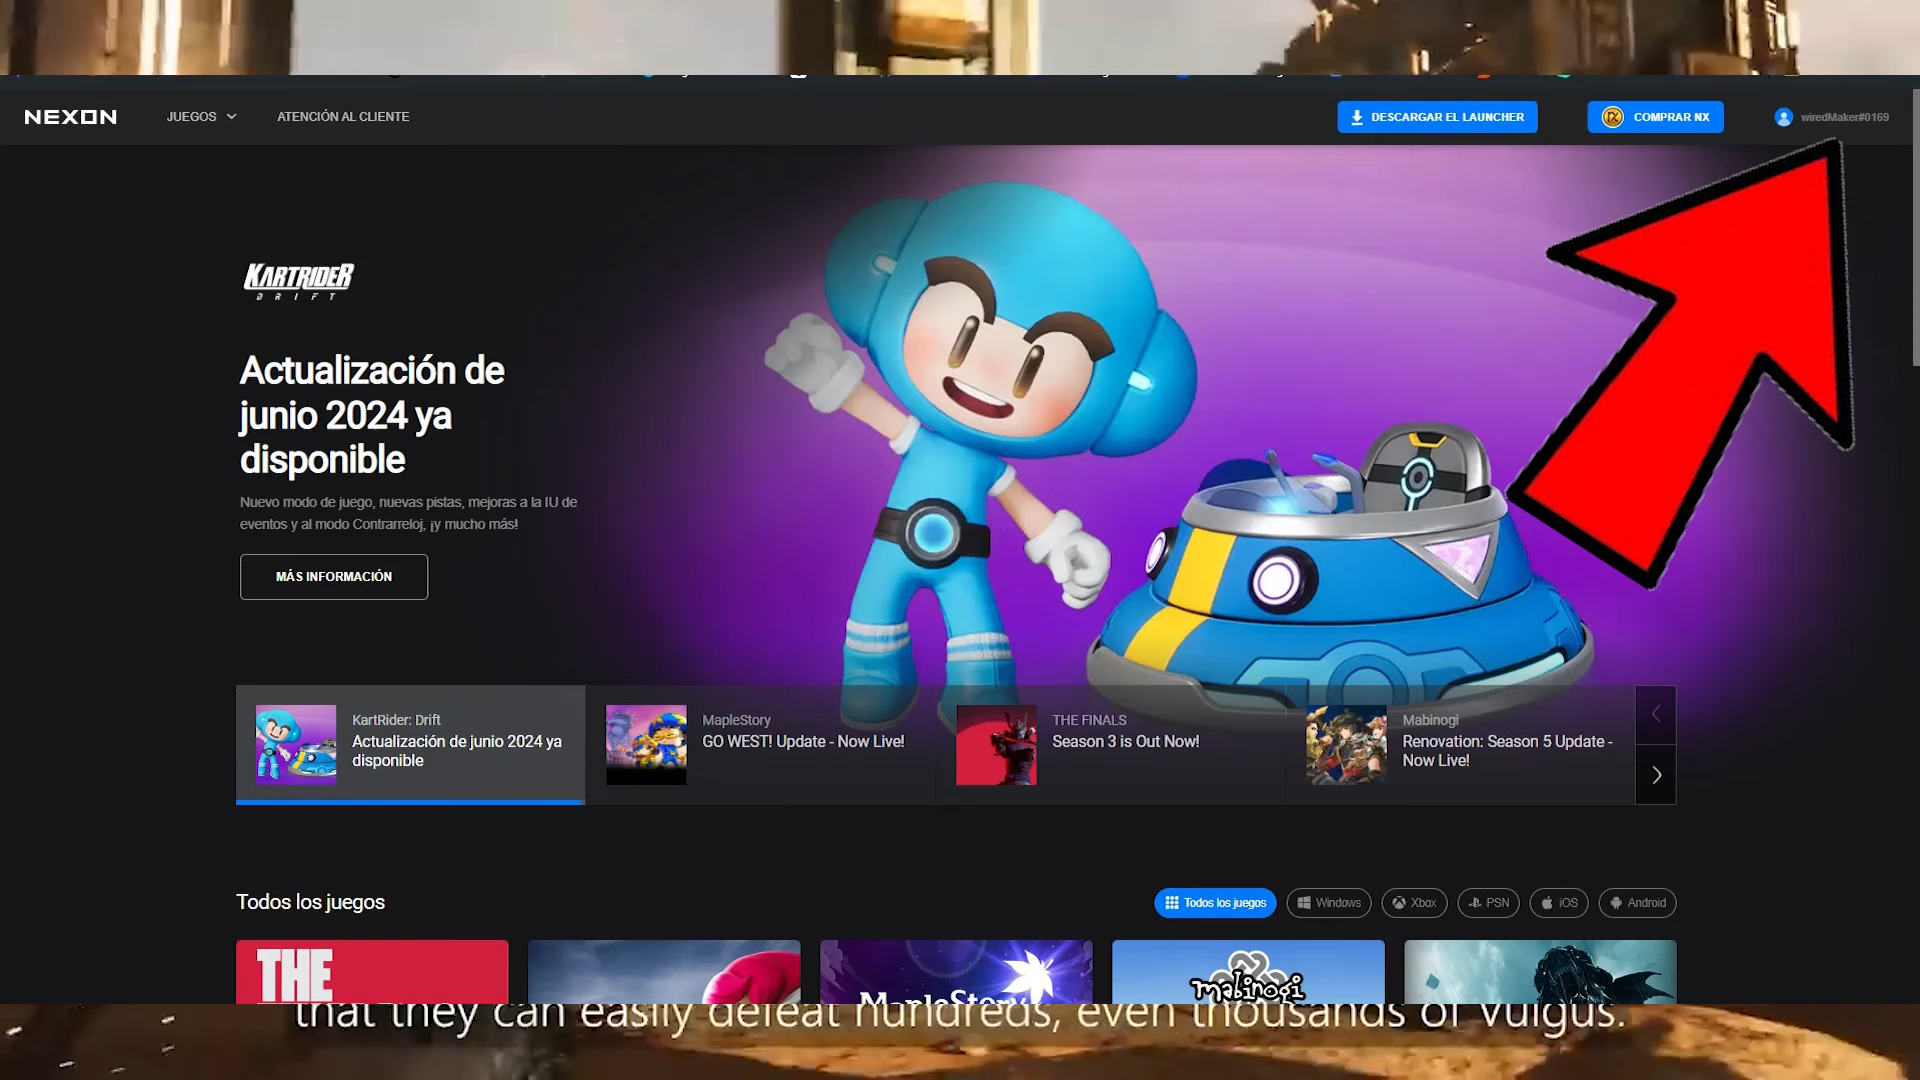 NEXON
JUEGOS
ATENCIÓN AL CLIENTE
DESCARGAR EL LAUNCHER
COMPRAR NX
wiredMaker#0169
KARTRIDER
DRIFT
Actualización de
junio 2024 ya
disponible
Nuevo modo de juego, nuevas pistas, mejoras a la IU de
eventos y al modo Contrarreloj, ¡y mucho más!
MÁS INFORMACIÓN
KartRider: Drift
Actualización de junio 2024 ya
disponible
MapleStory
GO WEST! Update - Now Live!
THE FINALS
Season 3 is Out Now!
Mabinogi
Renovation: Season 5 Update -
Now Live!
Todos los juegos
Todos los juegos
Windows
Xbox
PSN
iOS
Android
THE
MapleStory
mabinogi
that they can easily defeat hundreds, even thousands of Vulgus.